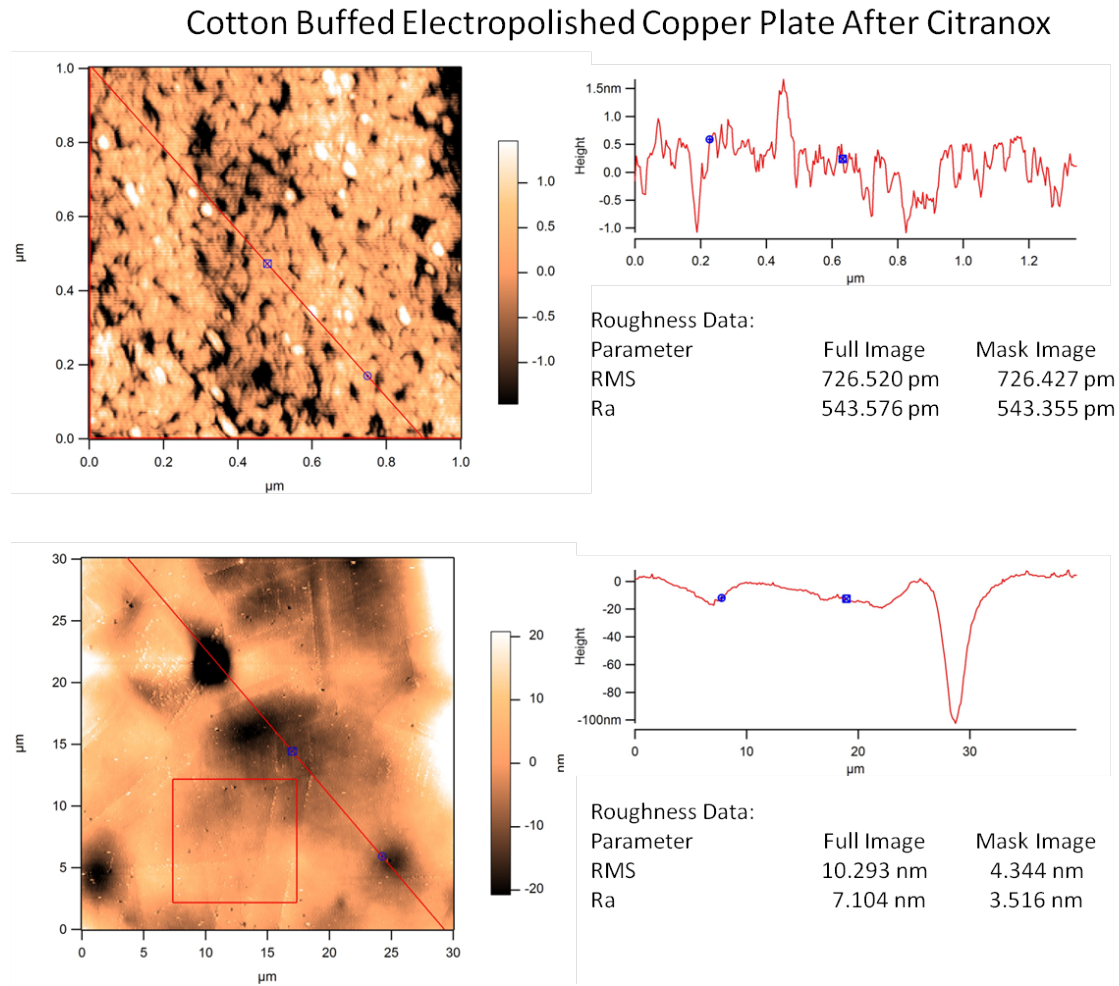 Cotton Buffed Electropolished Copper Plate After Citranox
1.0
0.8
0.6
0.4
0.2
0.0
µm
0.0 0.2 0.4 0.6 0.8 1.0
µm
1.0
0.5
0.0
-0.5
-1.0
1.5nm
1.0
0.5
0.0
-0.5
-1.0
Height
0.0 0.2 0.4 0.6 0.8 1.0 1.2
µm
Roughness Data:
Parameter Full Image Mask Image
RMS 726.520 pm 726.427 pm
Ra 543.576 pm 543.355 pm
30
25
20
15
10
5
0
µm
0 5 10 15 20 25 30
µm
20
10
0
-10
-20
nm
0
-20
-40
-60
-80
-100nm
Height
0 10 20 30
µm
Roughness Data:
Parameter Full Image Mask Image
RMS 10.293 nm 4.344 nm
Ra 7.104 nm 3.516 nm